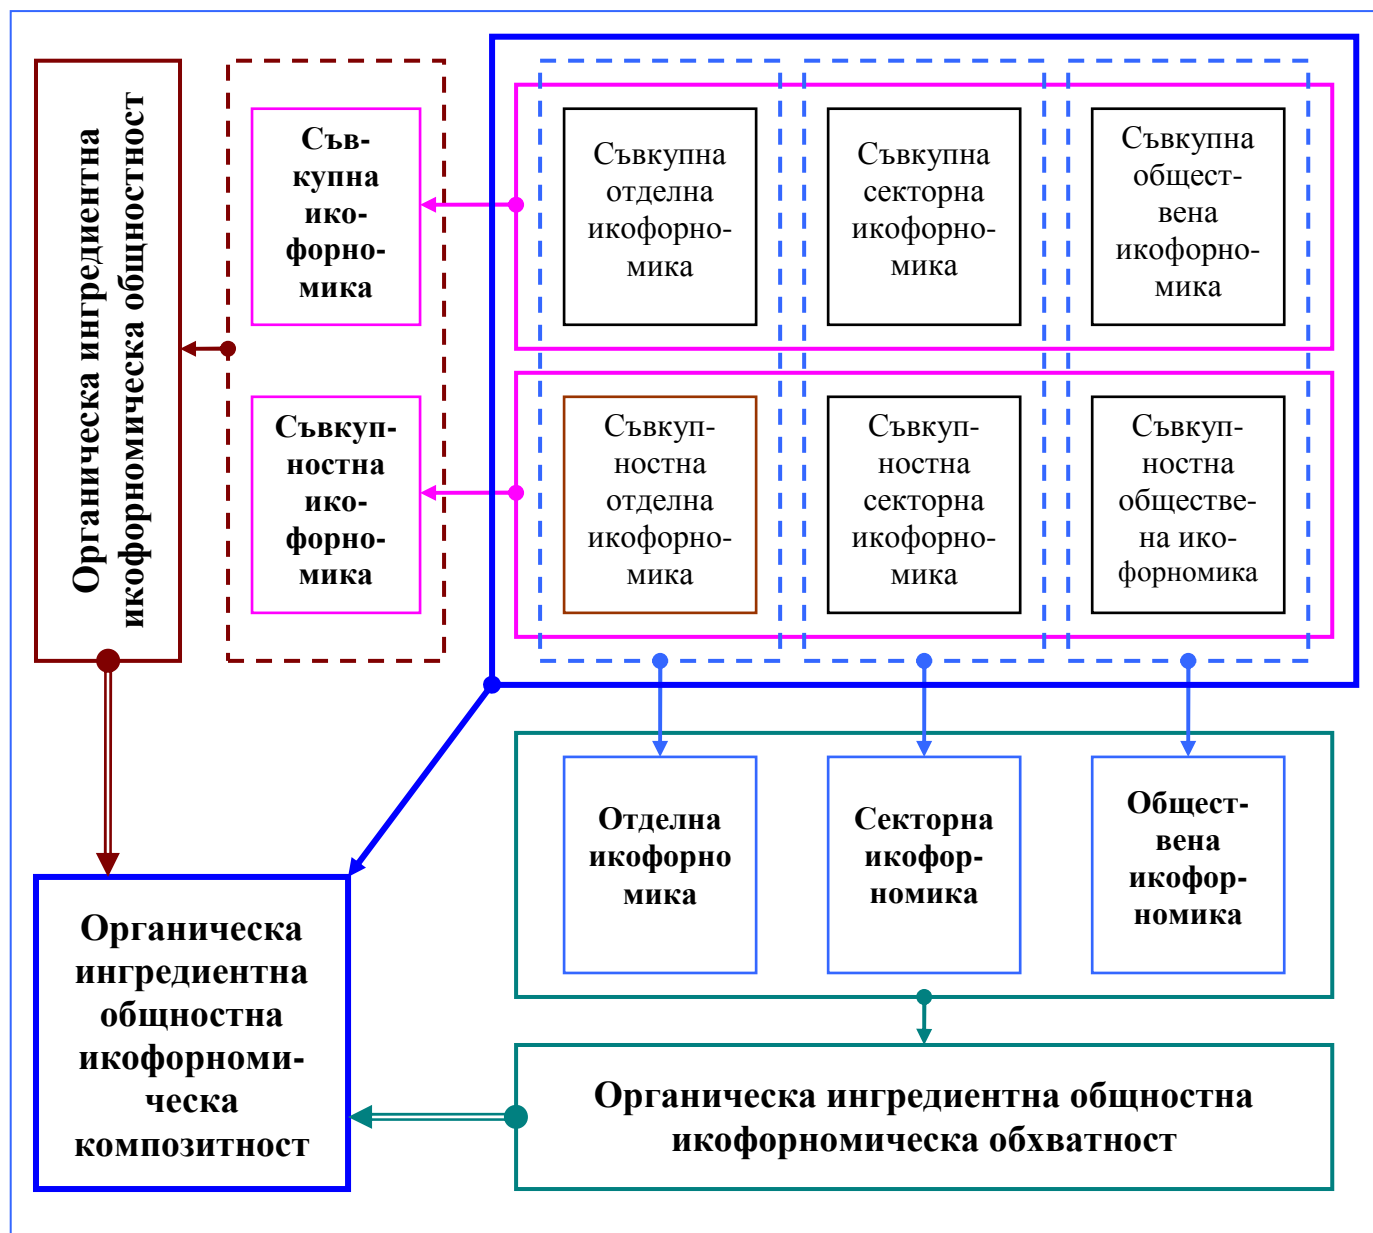 Органическа ингредиентна
икофорномическа общностност
Съв-
купна
ико-
форно-
мика
Съвкупна
отделна
икофорно-
мика
Съвкупна
секторна
икофорно-
мика
Съвкупна
общест-
вена
икофорно-
мика
Съвкуп-
ностна
ико-
форно-
мика
Съвкуп-
ностна
отделна
икофорно-
мика
Съвкуп-
ностна
секторна
икофорно-
мика
Съвкуп-
ностна
обществе-
на ико-
форномика
Отделна
икофорно
мика
Секторна
икофор-
номика
Общест-
вена
икофор-
номика
Органическа
ингредиентна
общностна
икофорноми-
ческа
композитност
Органическа ингредиентна общностна
икофорномическа обхватност